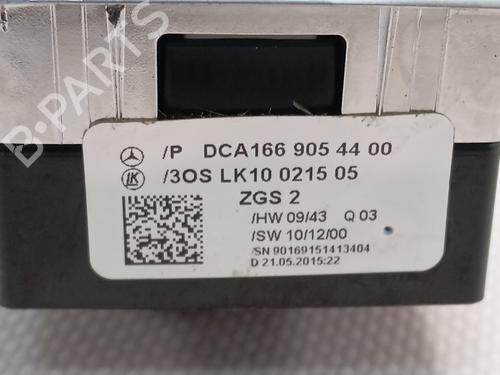 B-PARTS
/P DCA166 905 44 00
LK /3OS LK10 0215 05
ZGS 2
/HW 09/43 Q 03
/SW 10/12/00
/SN 90169151413404
D 21.05.2015:22